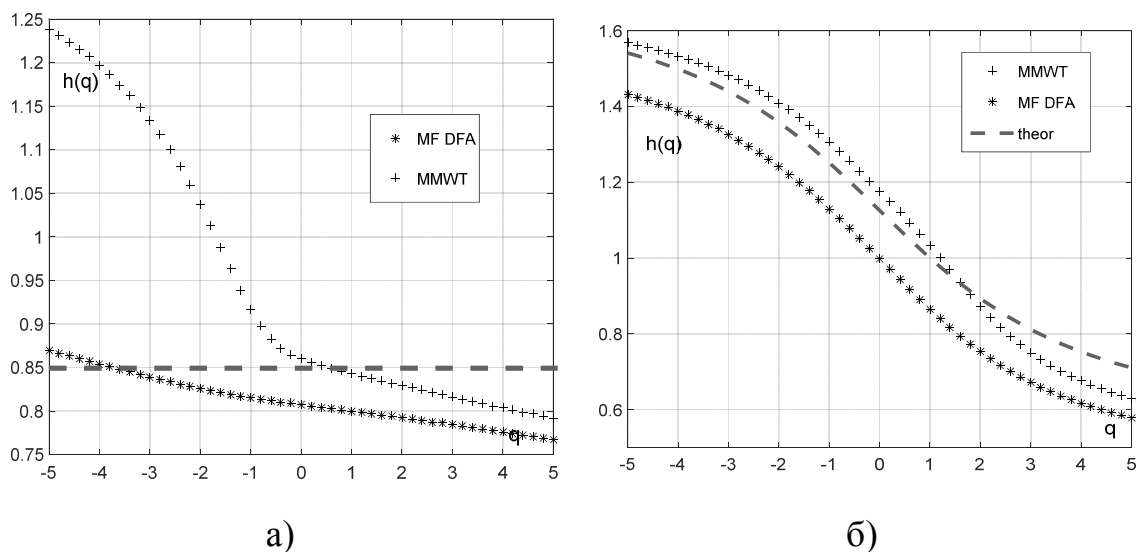 1.25
h(q)
1.2
1.15
1.1
1.05
1
0.95
0.9
0.85
0.8
0.75
MF DFA
MMWT
q
-5 -4 -3 -2 -1 0 1 2 3 4 5
а)
1.6
1.4
h(q)
1.2
1
0.8
0.6
MMWT
MF DFA
theor
q
-5 -4 -3 -2 -1 0 1 2 3 4 5
б)